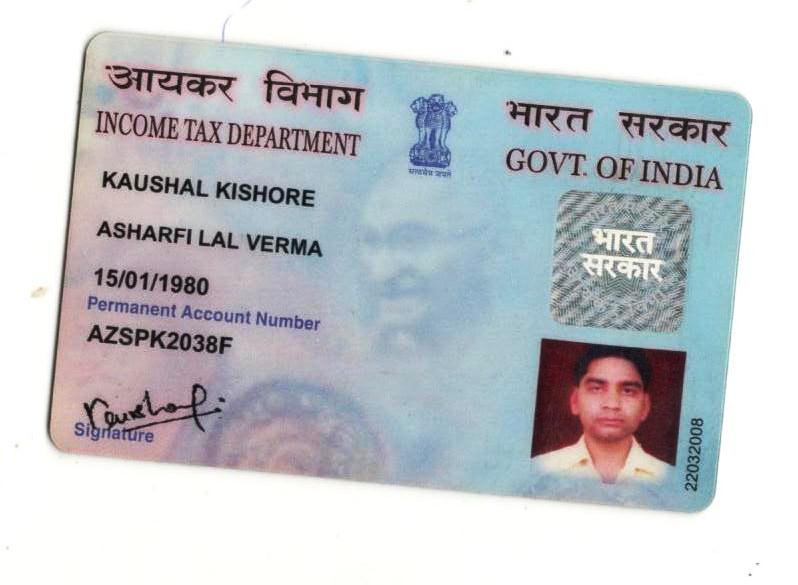 आयकर विभाग
INCOME TAX DEPARTMENT
भारत सरकार
GOVT. OF INDIA
सत्यमेव जयते
KAUSHAL KISHORE
ASHARFI LAL VERMA
15/01/1980
Permanent Account Number
AZSPK2038F
Signature
भारत
सरकार
22032008